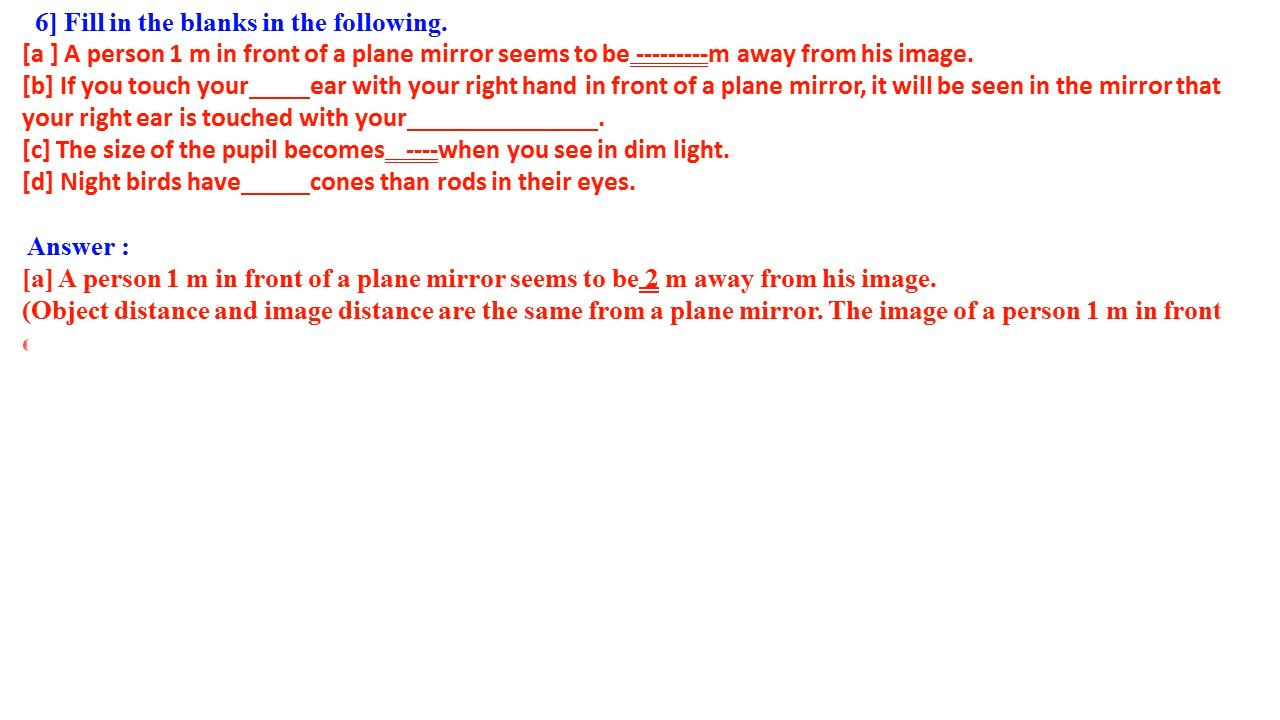 6] Fill in the blanks in the following.
[a ] A person 1 m in front of a plane mirror seems to be ---------m away from his image.
[b] If you touch your_____ear with your right hand in front of a plane mirror, it will be seen in the mirror that
your right ear is touched with your_______________.
[c] The size of the pupil becomes__----when you see in dim light.
[d] Night birds have_____cones than rods in their eyes.
Answer :
[a] A person 1 m in front of a plane mirror seems to be 2 m away from his image.
(Object distance and image distance are the same from a plane mirror. The image of a person 1 m in front